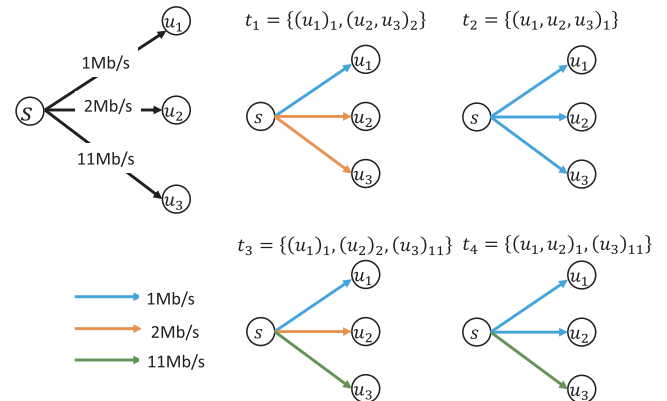 u₁
1Mb/s
s
2Mb/s
u₂
11Mb/s
u₃
t₁ = {(u₁)₁, (u₂, u₃)₂}
u₁
s
u₂
u₃
t₂ = {(u₁, u₂, u₃)₁}
u₁
s
u₂
u₃
t₃ = {(u₁)₁, (u₂)₂, (u₃)₁₁}
u₁
s
u₂
u₃
t₄ = {(u₁, u₂)₁, (u₃)₁₁}
u₁
s
u₂
u₃
1Mb/s
2Mb/s
11Mb/s